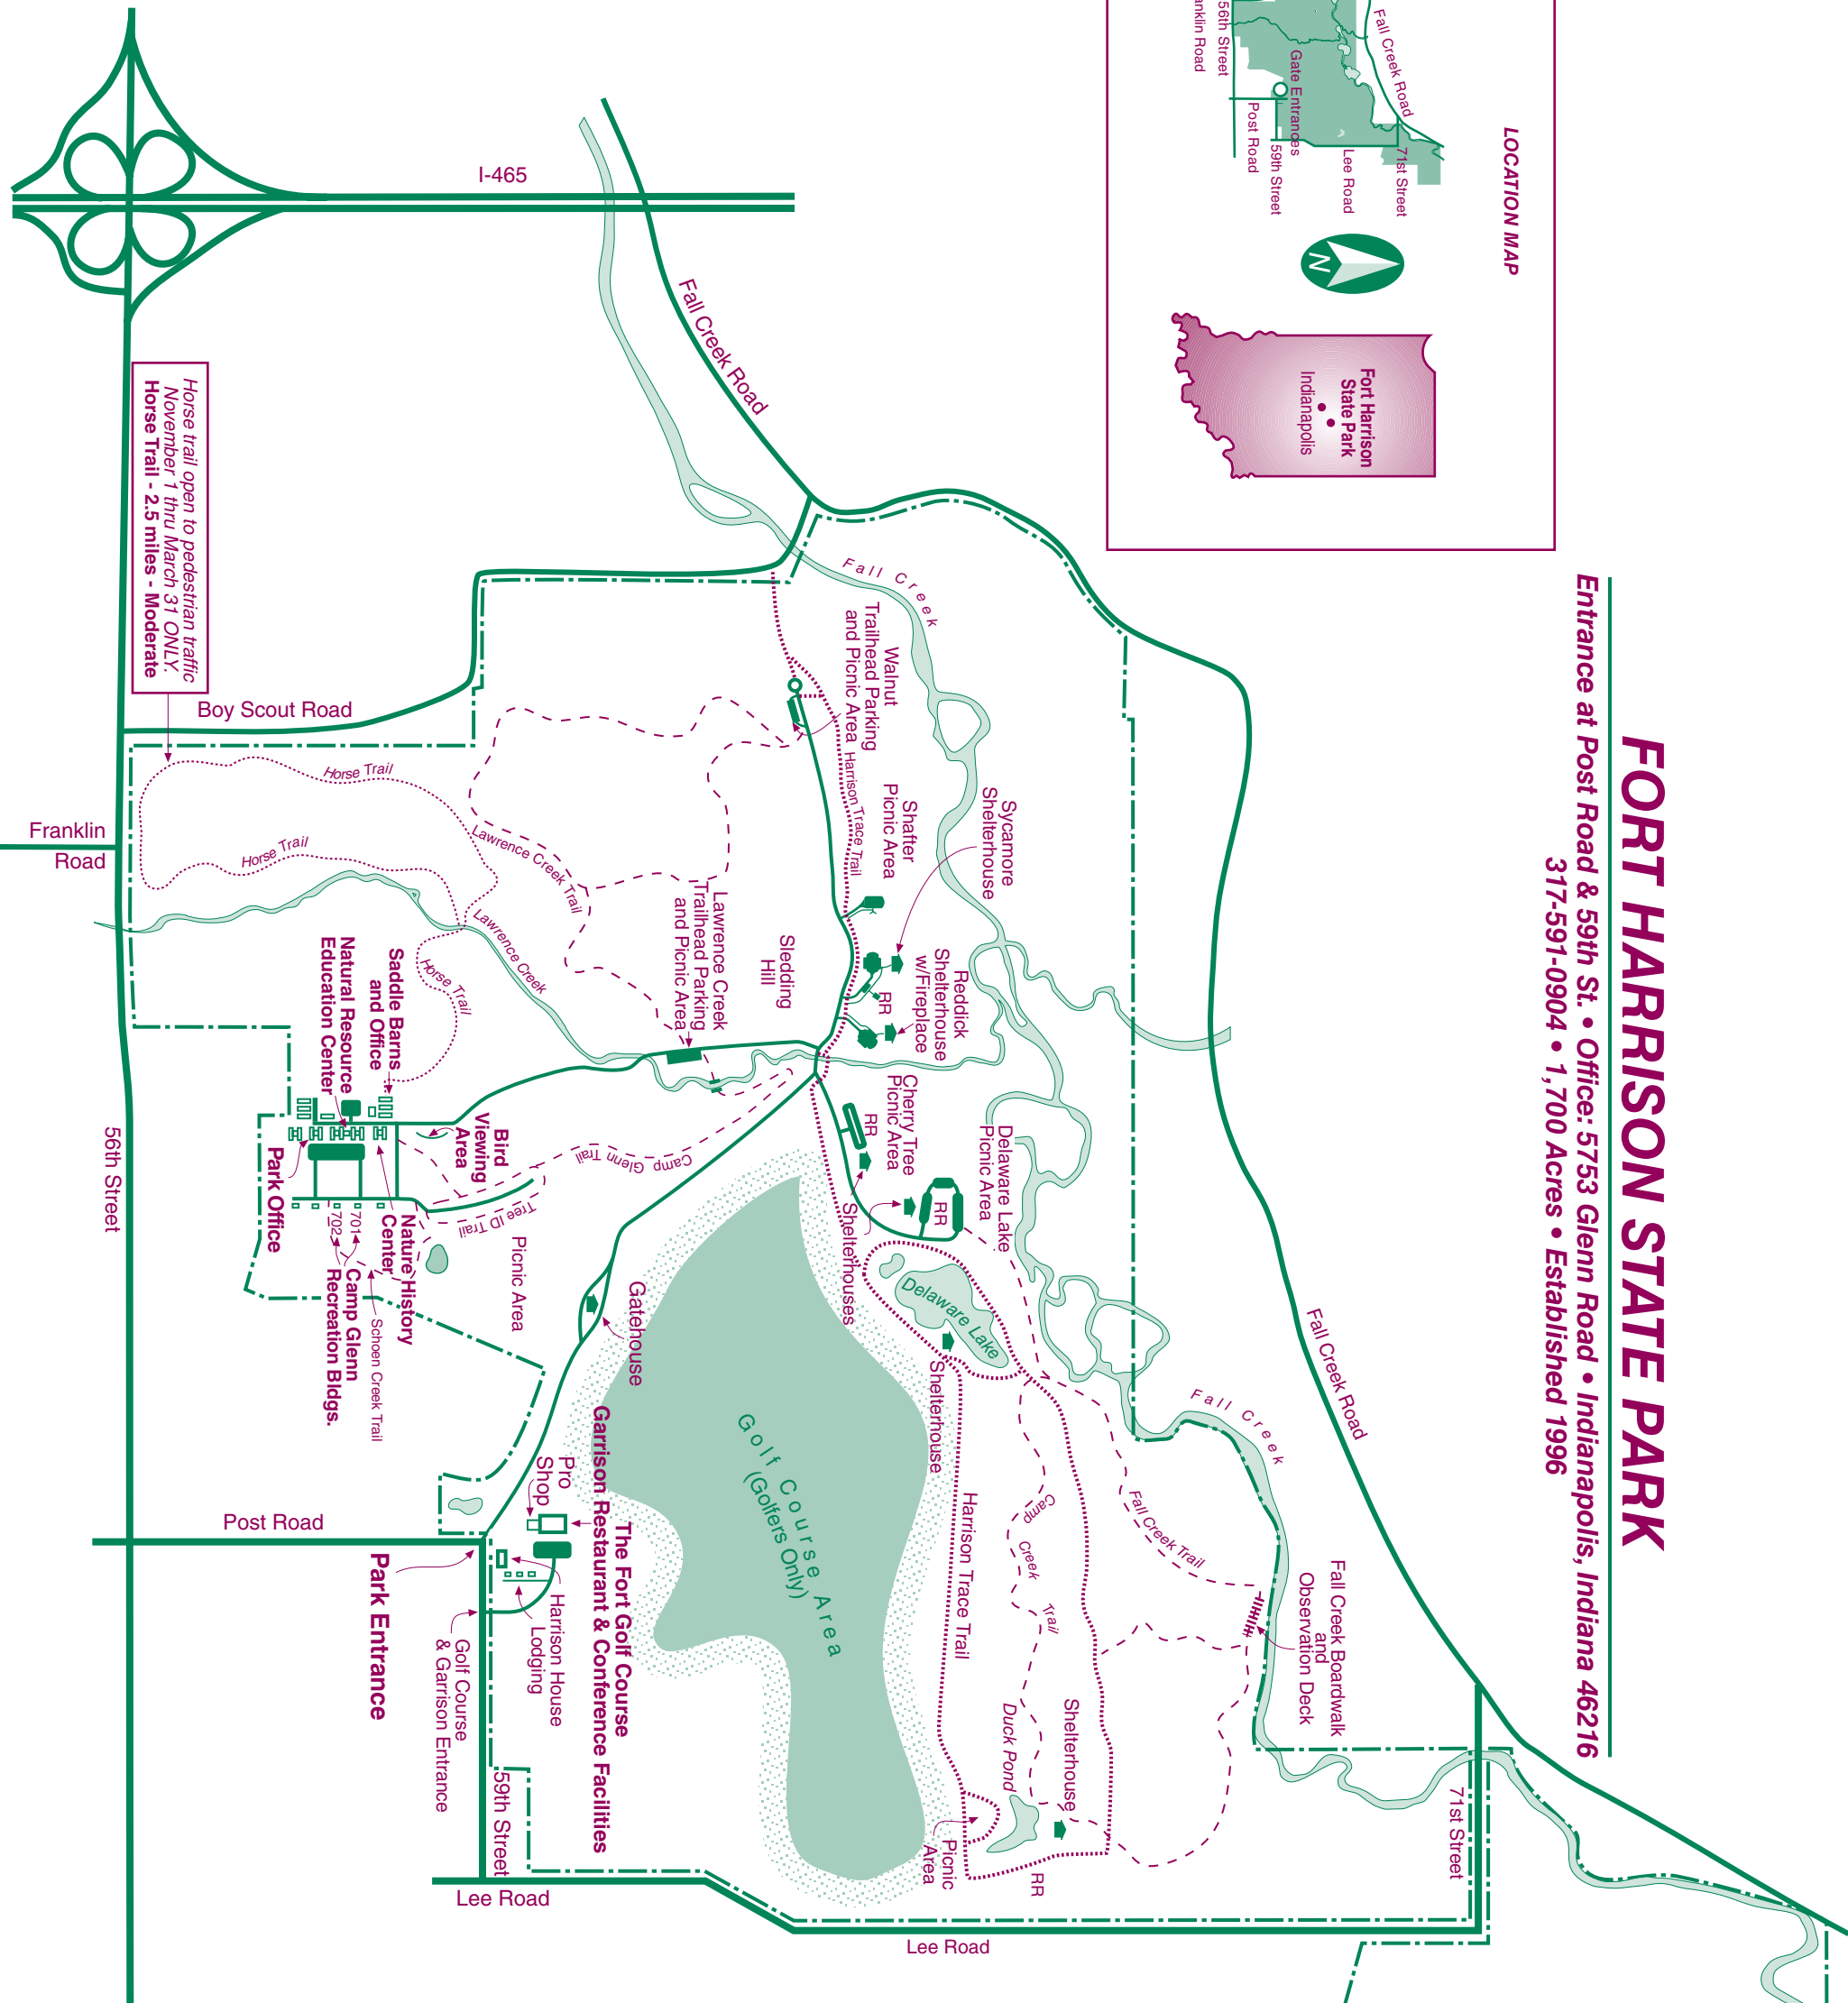 FORT HARRISON STATE PARK
Entrance at Post Road & 59th St. • Office: 5753 Glenn Road • Indianapolis, Indiana 46216
317-591-0904 • 1,700 Acres • Established 1996
LOCATION MAP
Fall Creek Road
71st Street
Lee Road
Gate Entrances
59th Street
Post Road
56th Street
anklin Road
N
Fort Harrison
State Park
Indianapolis
I-465
Fall Creek Road
Fall Creek
Horse trail open to pedestrian traffic
November 1 thru March 31 ONLY.
Horse Trail - 2.5 miles - Moderate
Boy Scout Road
Franklin
Road
Horse Trail
Horse Trail
Horse Trail
Lawrence Creek Trail
Lawrence Creek
Walnut
Trailhead Parking
and Picnic Area
Harrison Trace Trail
Shafter
Picnic Area
Sycamore
Shelterhouse
RR
Reddick
Shelterhouse
w/Fireplace
Sledding
Hill
Lawrence Creek
Trailhead Parking
and Picnic Area
Saddle Barns
and Office
Natural Resource
Education Center
Bird
Viewing
Area
Park Office
56th Street
Camp Glenn Trail
Tree ID Trail
Picnic Area
Nature History
Center
701
702
Camp Glenn
Recreation Bldgs.
Schoen Creek Trail
Cherry Tree
Picnic Area
RR
Delaware Lake
Picnic Area
RR
Shelterhouses
Delaware Lake
Shelterhouse
Gatehouse
Golf Course Area
(Golfers Only)
Pro
Shop
The Fort Golf Course
Garrison Restaurant & Conference Facilities
Harrison House
Lodging
Golf Course
& Garrison Entrance
Post Road
Park Entrance
59th Street
Lee Road
Lee Road
Harrison Trace Trail
Camp Creek Trail
Fall Creek Trail
Fall Creek
Fall Creek Road
Fall Creek Boardwalk
and
Observation Deck
Duck Pond
Shelterhouse
Picnic
Area
RR
71st Street